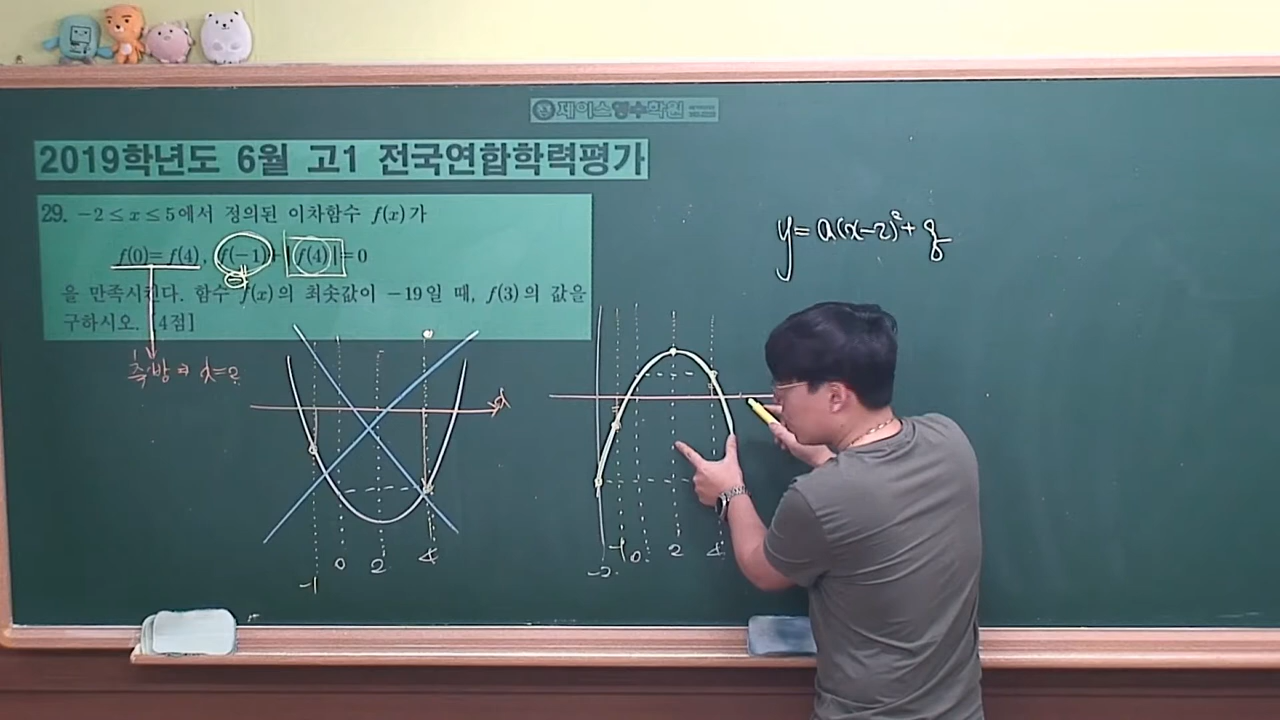 제이스영수학원
2019학년도 6월 고1 전국연합학력평가
29. -2≤x≤5에서 정의된 이차함수 f(x)가
f(0)=f(4), f(-1)+|f(4)|=0
을 만족시킨다. 함수 f(x)의 최솟값이 -19일 때, f(3)의 값을
구하시오. [4점]
y=a(x-2)²+q
x=2
x
-1 0 2 4
-2 -1 0 2 4